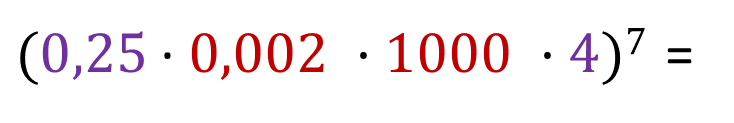 (0,25 · 0,002 · 1000 · 4)⁷ =